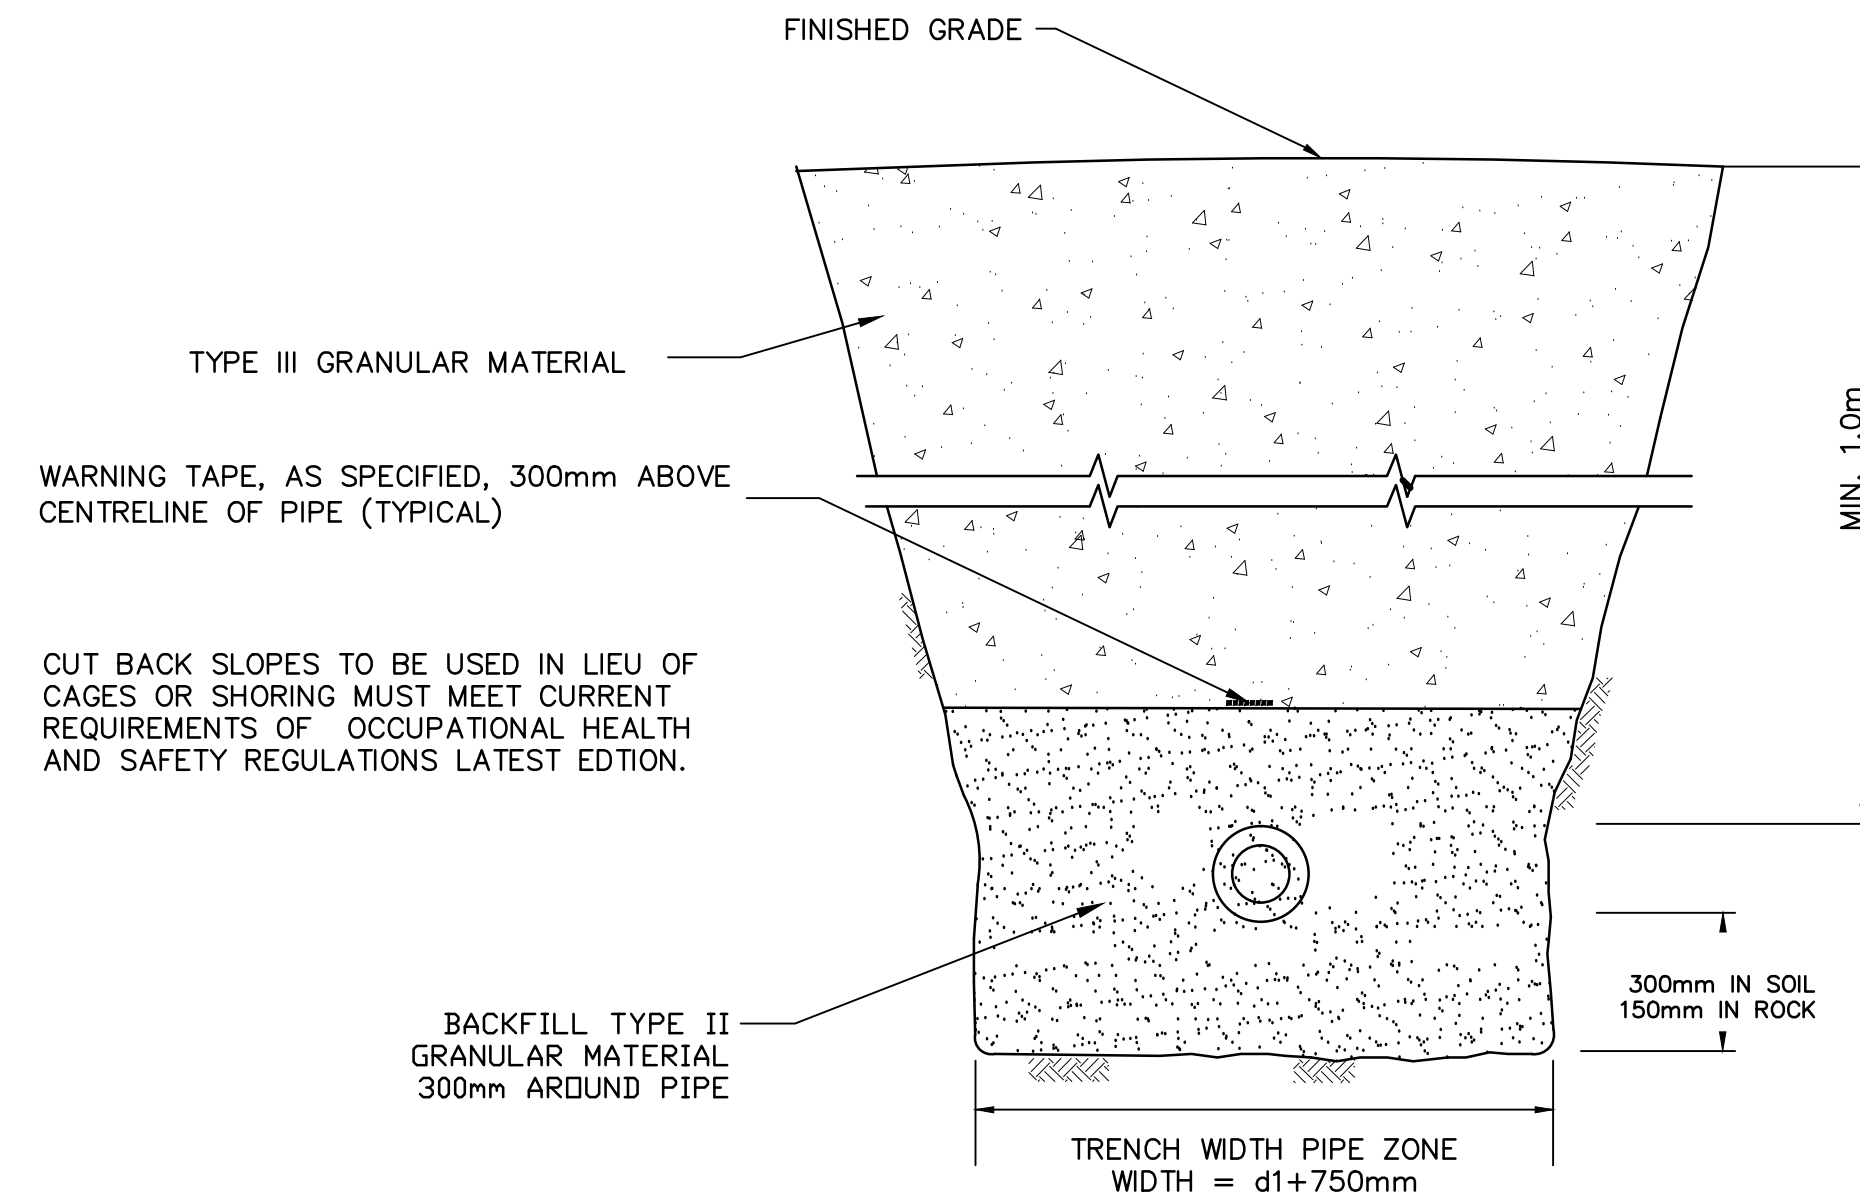 FINISHED GRADE
TYPE III GRANULAR MATERIAL
WARNING TAPE, AS SPECIFIED, 300mm ABOVE
CENTRELINE OF PIPE (TYPICAL)
MIN. 1.0m
CUT BACK SLOPES TO BE USED IN LIEU OF
CAGES OR SHORING MUST MEET CURRENT
REQUIREMENTS OF OCCUPATIONAL HEALTH
AND SAFETY REGULATIONS LATEST EDTION.
300mm IN SOIL
150mm IN ROCK
BACKFILL TYPE II
GRANULAR MATERIAL
300mm AROUND PIPE
TRENCH WIDTH PIPE ZONE
WIDTH = d1+750mm